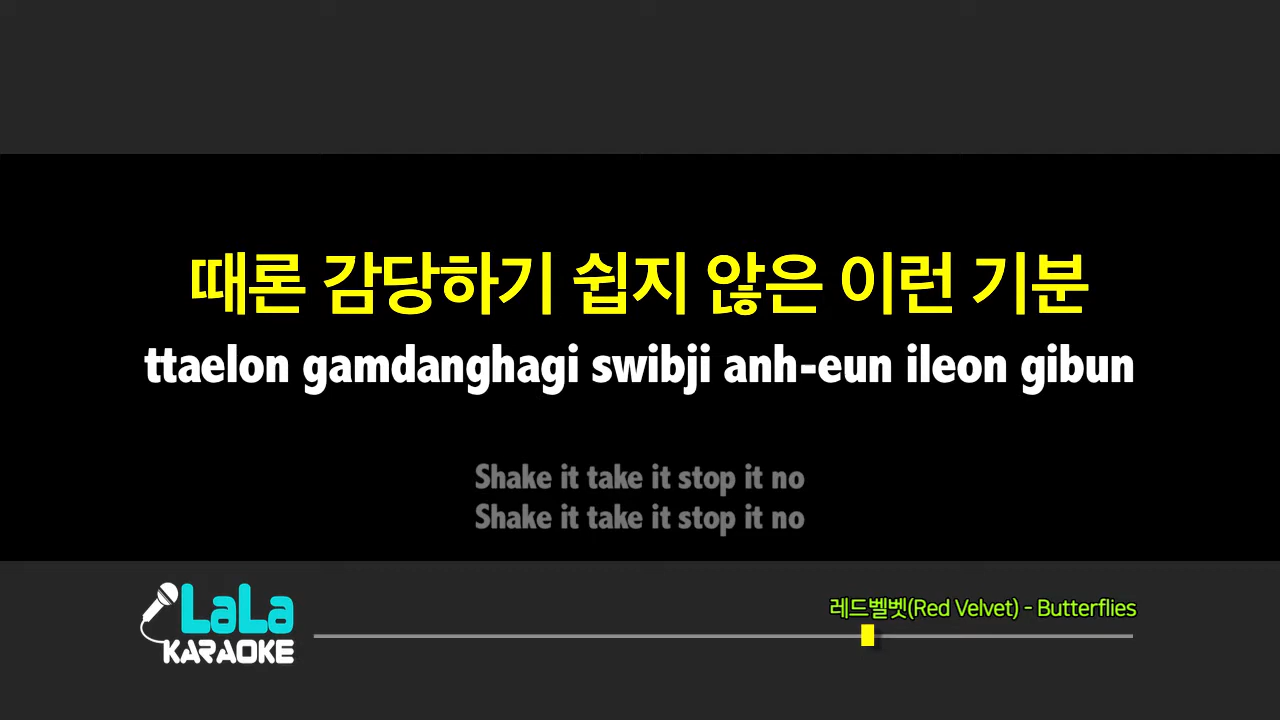 때론 감당하기 쉽지 않은 이런 기분
ttaelon gamdanghagi swibji anh-eun ileon gibun
Shake it take it stop it no
Shake it take it stop it no
LaLa
KARAOKE
레드벨벳(Red Velvet) - Butterflies